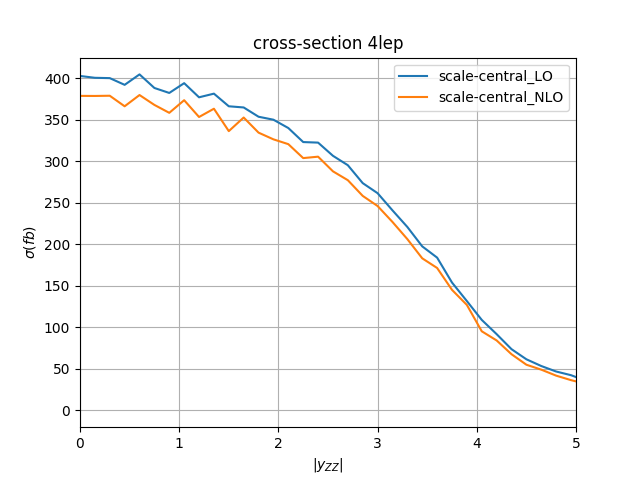 cross-section 4lep
scale-central_LO
scale-central_NLO
σ(fb)
400
350
300
250
200
150
100
50
0
0 1 2 3 4 5
|yZZ|